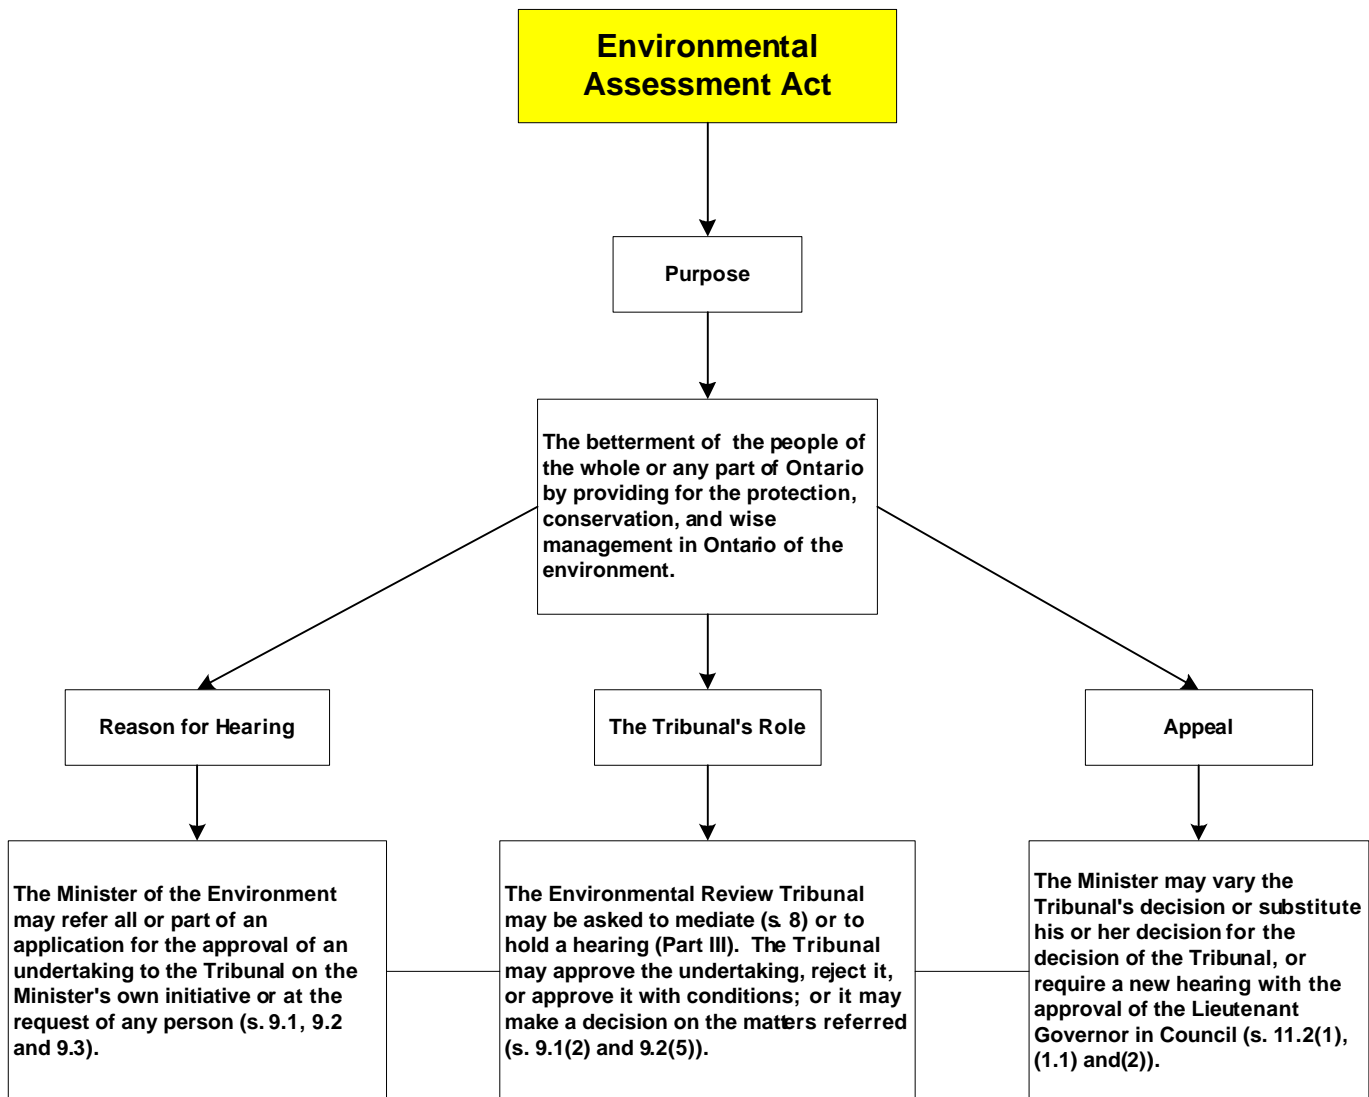 Environmental
Assessment Act
Purpose
The betterment of the people of
the whole or any part of Ontario
by providing for the protection,
conservation, and wise
management in Ontario of the
environment.
Reason for Hearing
The Tribunal's Role
Appeal
The Minister of the Environment
may refer all or part of an
application for the approval of an
undertaking to the Tribunal on the
Minister's own initiative or at the
request of any person (s. 9.1, 9.2
and 9.3).
The Environmental Review Tribunal
may be asked to mediate (s. 8) or to
hold a hearing (Part III). The Tribunal
may approve the undertaking, reject it,
or approve it with conditions; or it may
make a decision on the matters referred
(s. 9.1(2) and 9.2(5)).
The Minister may vary the
Tribunal's decision or substitute
his or her decision for the
decision of the Tribunal, or
require a new hearing with the
approval of the Lieutenant
Governor in Council (s. 11.2(1),
(1.1) and(2)).